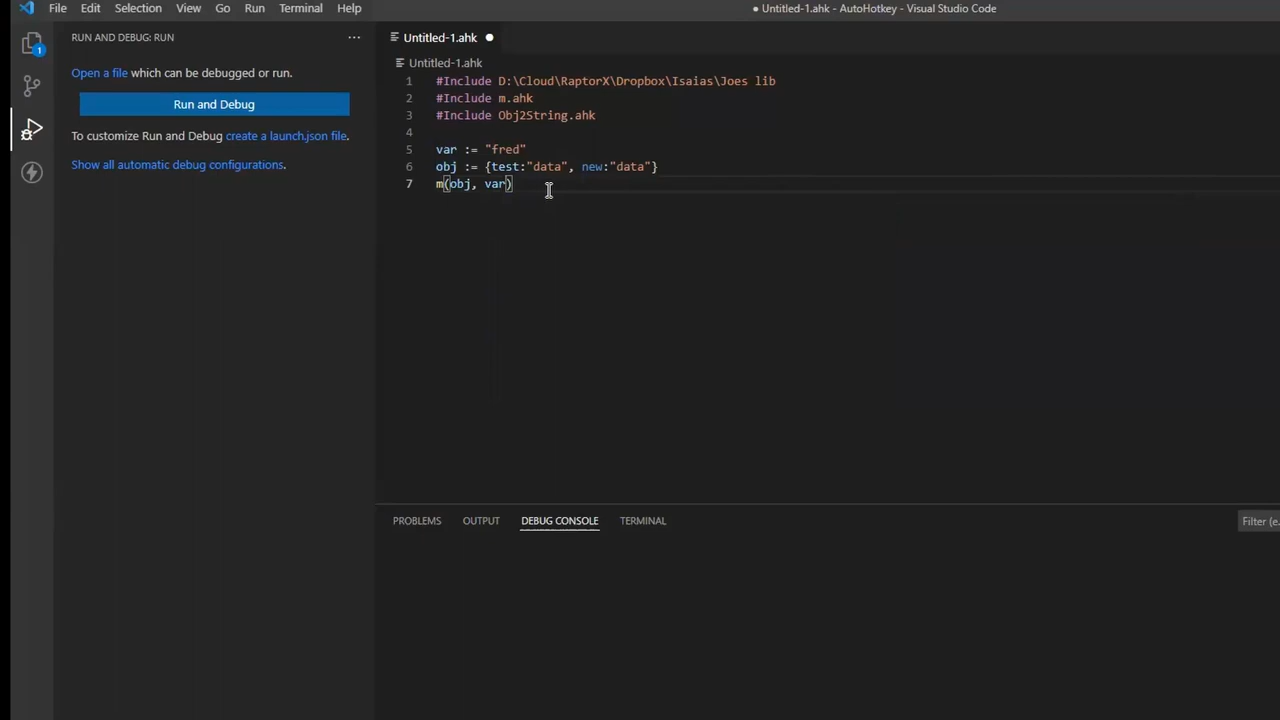 File Edit Selection View Go Run Terminal Help
● Untitled-1.ahk - AutoHotkey - Visual Studio Code
1
RUN AND DEBUG: RUN ...
Open a file which can be debugged or run.
Run and Debug
To customize Run and Debug create a launch.json file.
Show all automatic debug configurations.
Untitled-1.ahk ●
Untitled-1.ahk
1 #Include D:\Cloud\RaptorX\Dropbox\Isaias\Joes lib
2 #Include m.ahk
3 #Include Obj2String.ahk
4
5 var := "fred"
6 obj := {test:"data", new:"data"}
7 m(obj, var)
PROBLEMS OUTPUT DEBUG CONSOLE TERMINAL
Filter (e.